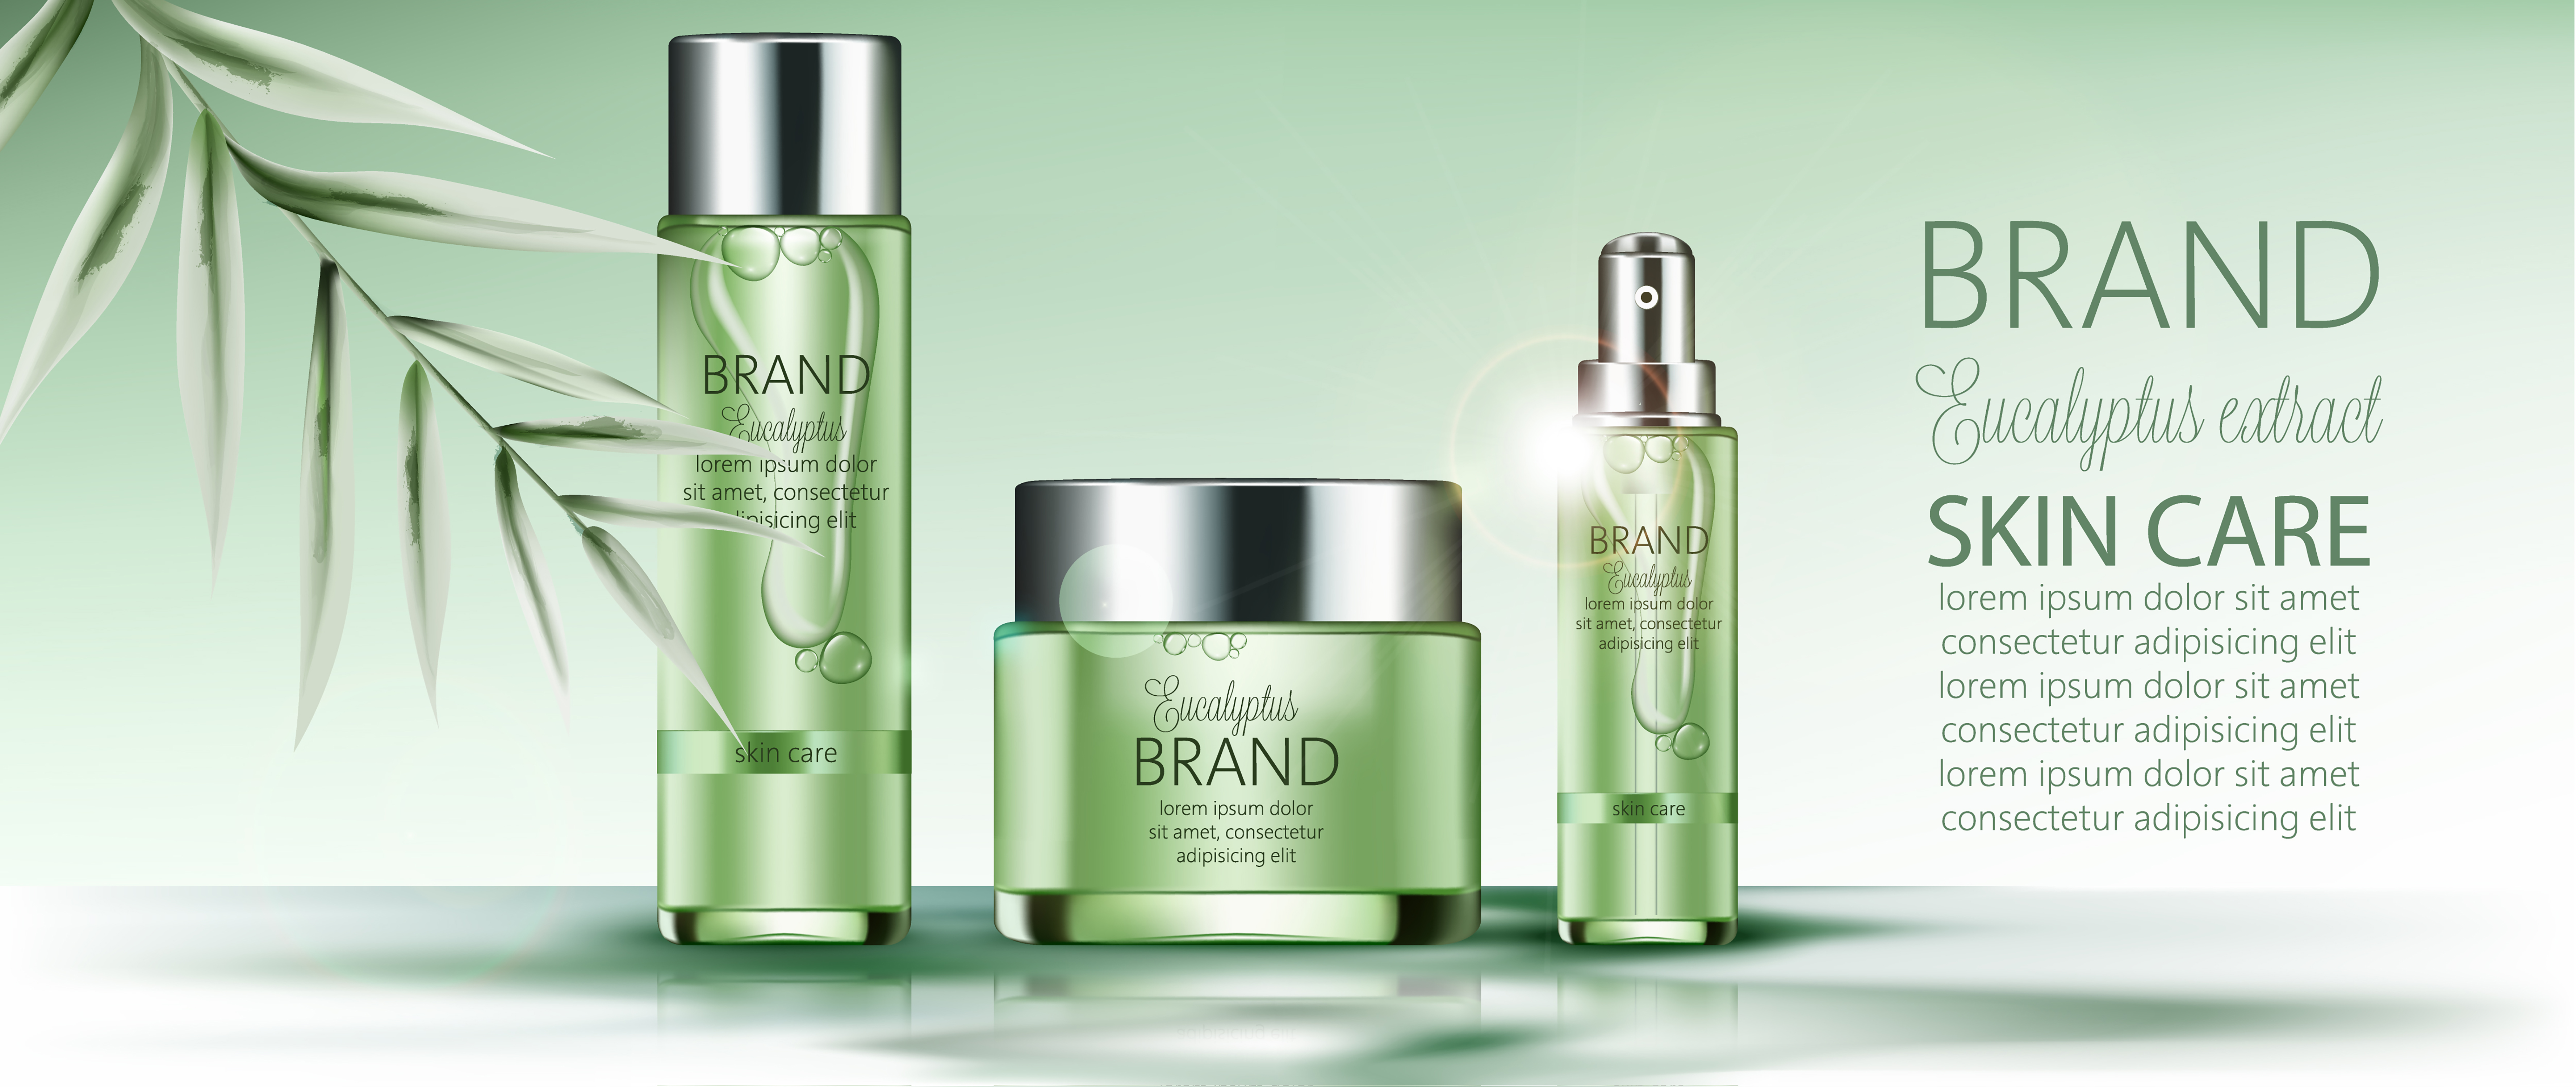 BRAND
Eucalyptus
lorem ipsum dolor
sit amet, consectetur
adipisicing elit
skin care
Eucalyptus
BRAND
lorem ipsum dolor
sit amet, consectetur
adipisicing elit
BRAND
Eucalyptus
lorem ipsum dolor
sit amet, consectetur
adipisicing elit
skin care
BRAND
Eucalyptus extract
SKIN CARE
lorem ipsum dolor sit amet
consectetur adipisicing elit
lorem ipsum dolor sit amet
consectetur adipisicing elit
lorem ipsum dolor sit amet
consectetur adipisicing elit